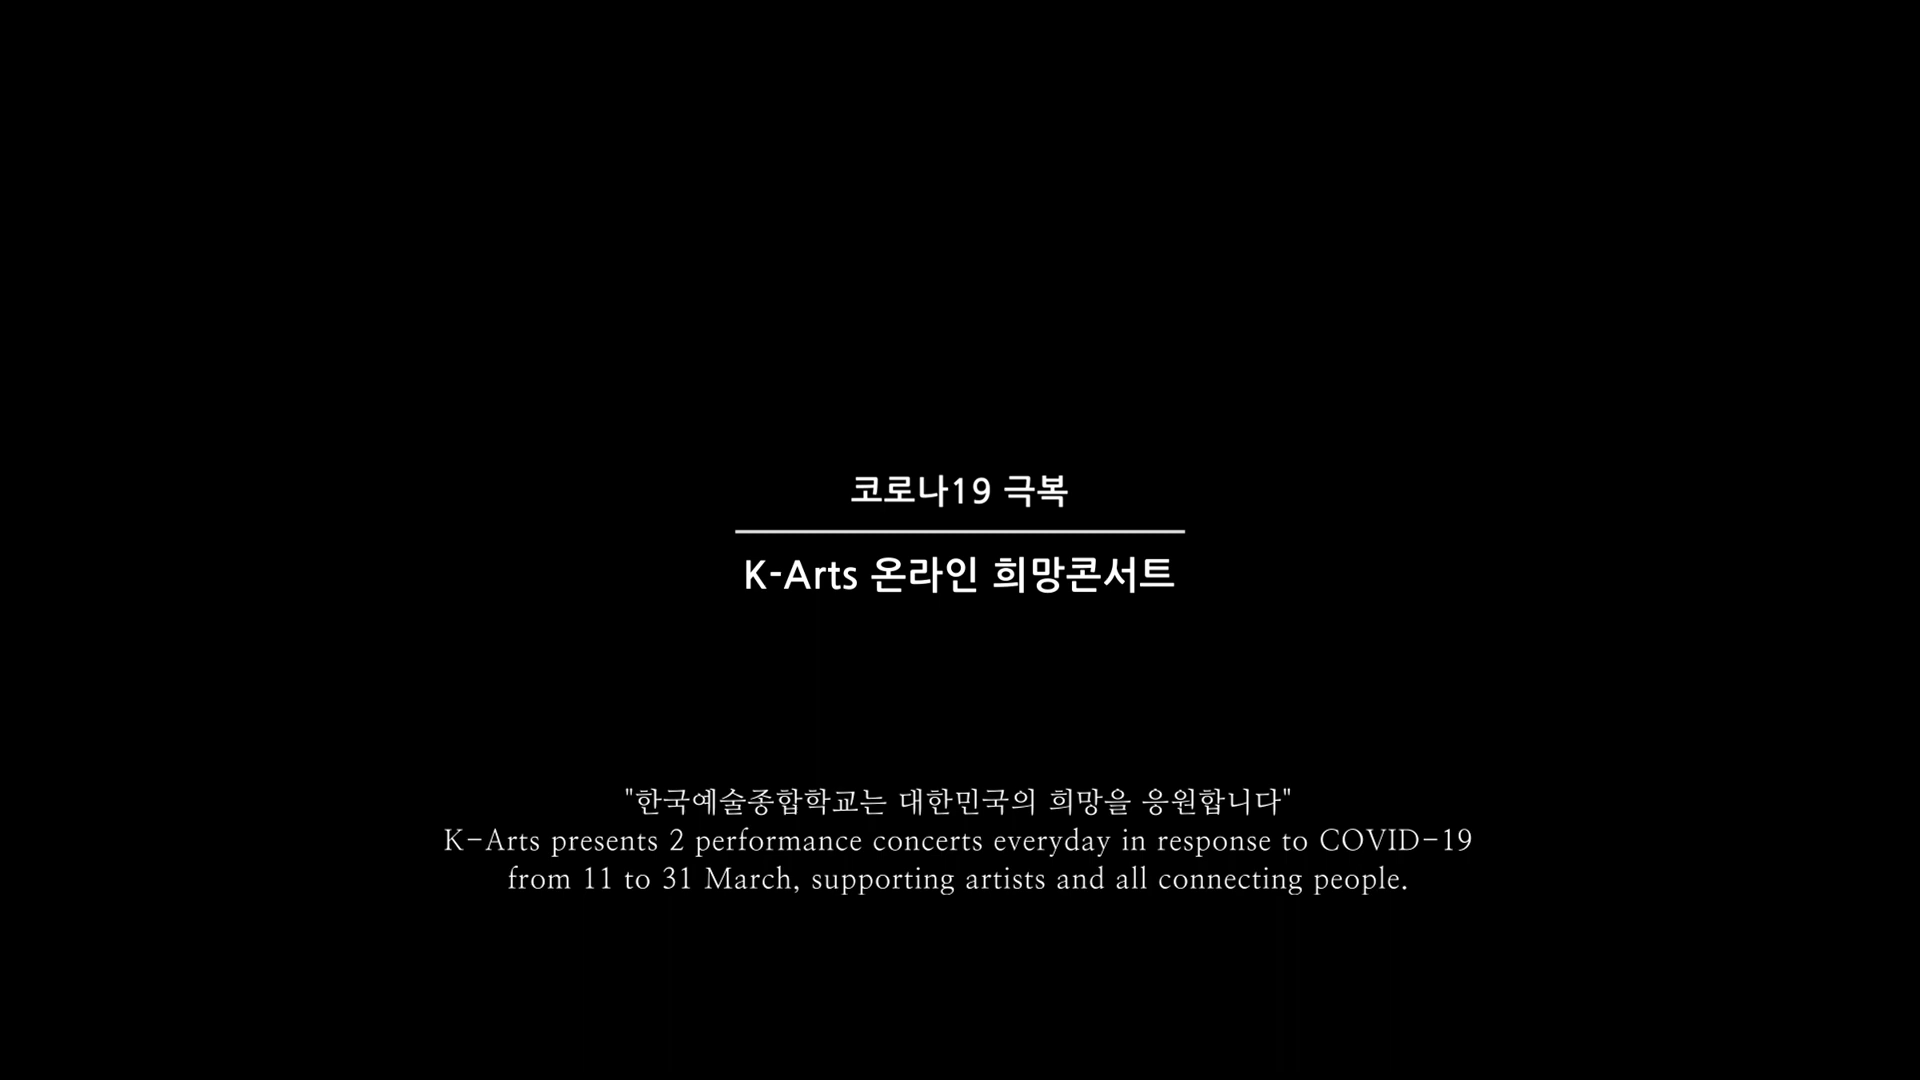 코로나19 극복
K-Arts 온라인 희망콘서트
"한국예술종합학교는 대한민국의 희망을 응원합니다"
K-Arts presents 2 performance concerts everyday in response to COVID-19
from 11 to 31 March, supporting artists and all connecting people.